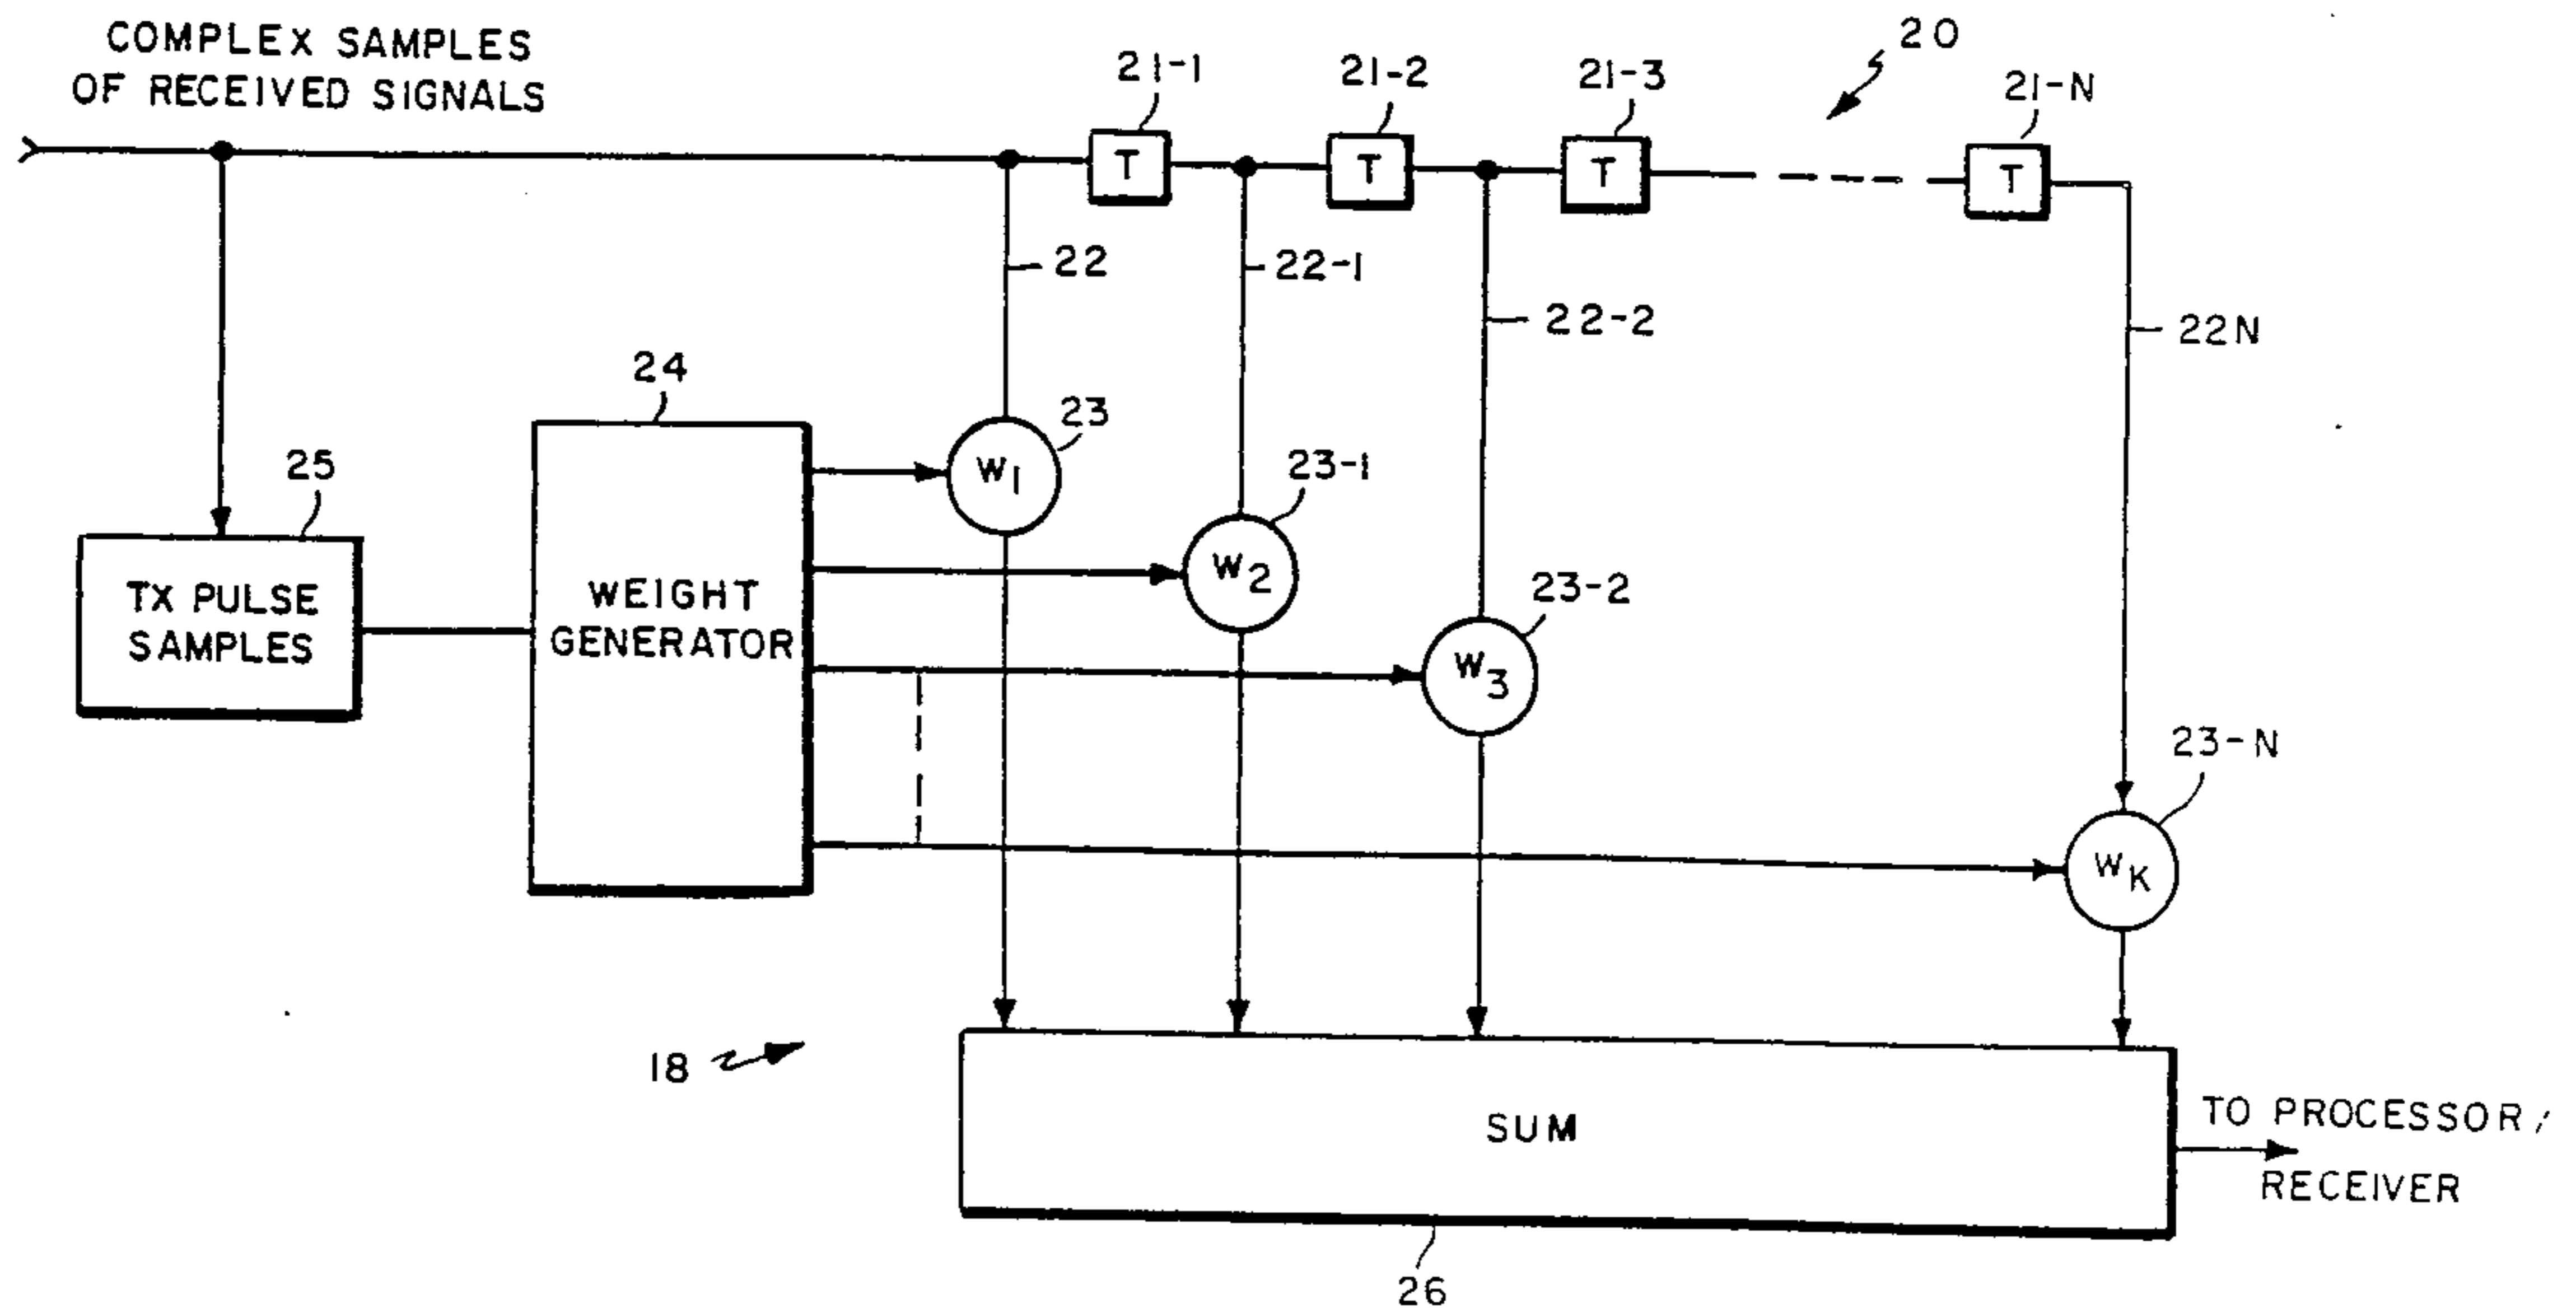 COMPLEX SAMPLES
OF RECEIVED SIGNALS
20
21-1
21-2
21-3
21-N
T
T
T
T
22
22-1
22-2
22N
24
23
25
23-1
W1
TX PULSE
SAMPLES
WEIGHT
GENERATOR
W2
23-2
W3
23-N
WK
18
SUM
TO PROCESSOR/
RECEIVER
26